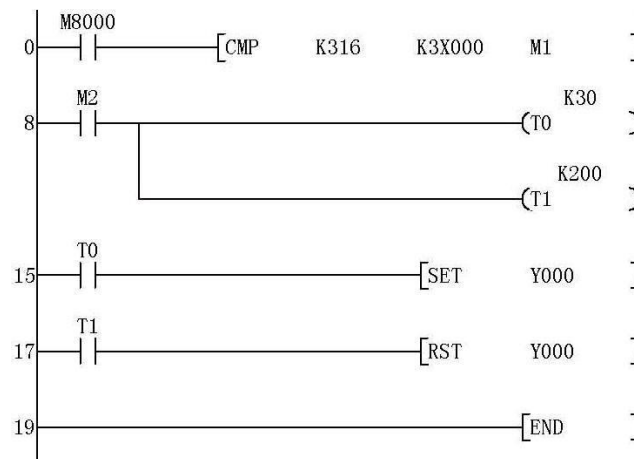 M8000
0 CMP K316 K3X000 M1
M2 K30
8 T0
K200
T1
T0
15 SET Y000
T1
17 RST Y000
19 END